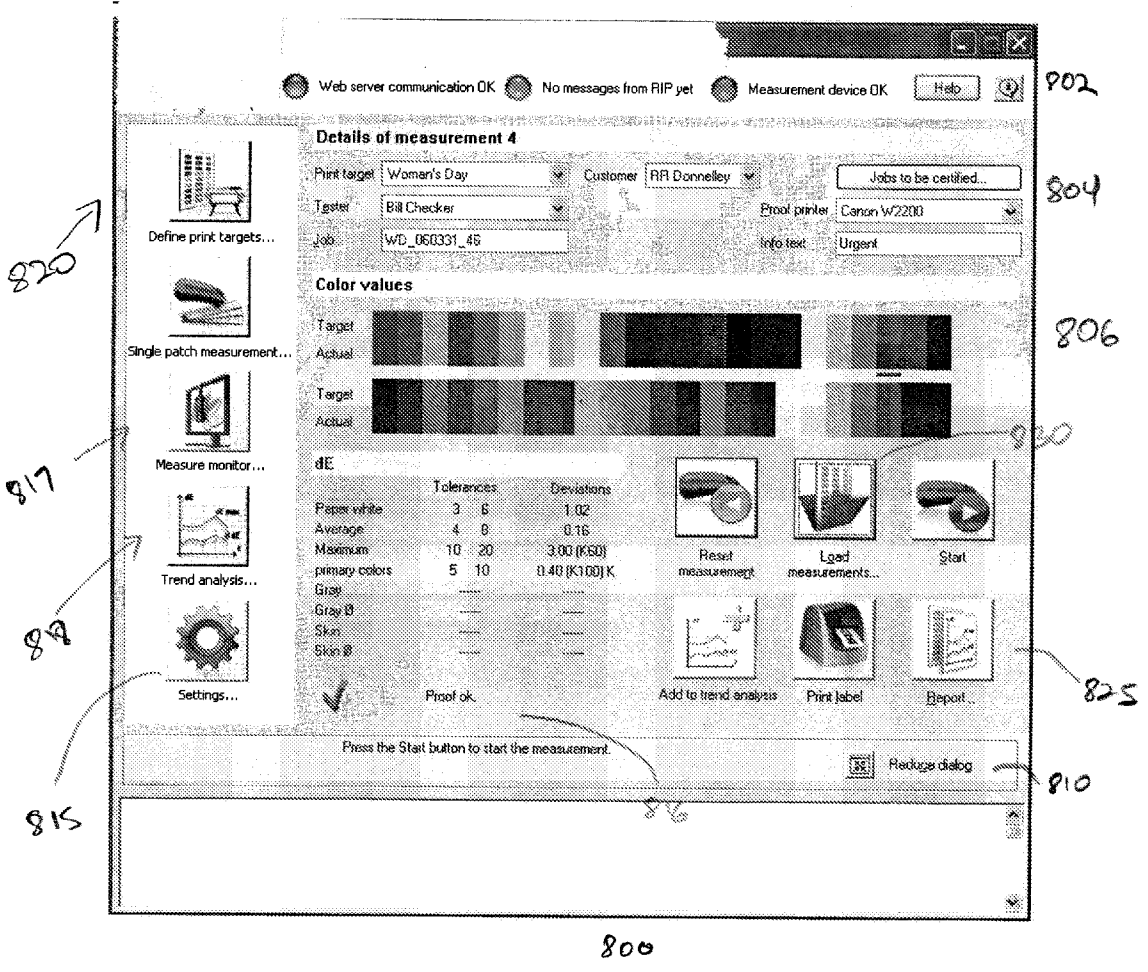 Web server communication OK No messages from RIP yet Measurement device OK Help 802
Details of measurement 4
Print target Woman's Day Customer RR Donnelley Jobs to be certified... 804
Tester Bill Checker Proof printer Canon W2200
Job WD_060331_46 Info text Urgent
820
Define print targets...
Color values
Target
Actual
806
Single patch measurement...
Target
Actual
830
Measure monitor...
817
dE
Tolerances Deviations
Paper white 3 6 1.02
Average 4 8 0.16
Maximum 10 20 3.00 (K60)
primary colors 5 10 0.40 (K100) K
Gray ---- ----
Gray Ø ---- ----
Skin ---- ----
Skin Ø ---- ----
Reset measurement
Load measurements...
Start
dE
Trend analysis...
818
Settings...
815
Proof ok.
Add to trend analysis Print label Report...
825
816
Press the Start button to start the measurement.
Reduce dialog 810
800